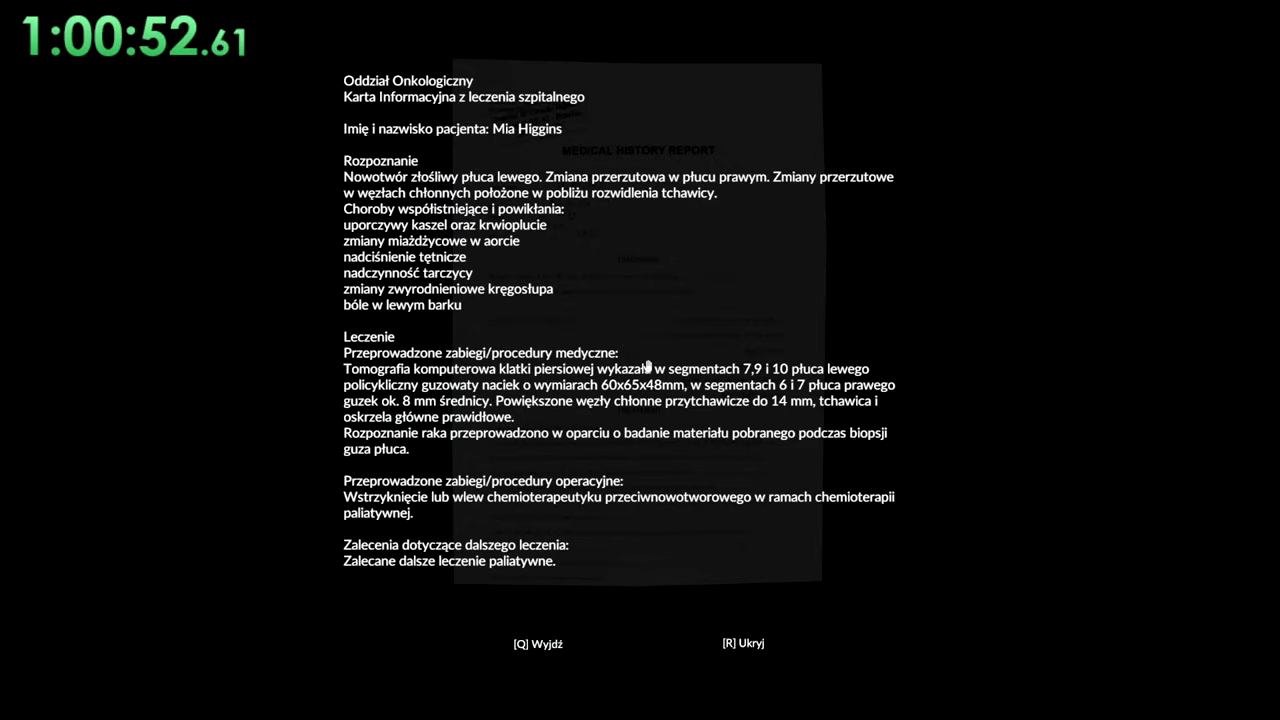 1:00:52.61
Oddział Onkologiczny
Karta Informacyjna z leczenia szpitalnego
Imię i nazwisko pacjenta: Mia Higgins
MEDICAL HISTORY REPORT
Rozpoznanie
Nowotwór złośliwy płuca lewego. Zmiana przerzutowa w płucu prawym. Zmiany przerzutowe
w węzłach chłonnych położone w pobliżu rozwidlenia tchawicy.
Choroby współistniejące i powikłania:
uporczywy kaszel oraz krwioplucie
zmiany miażdżycowe w aorcie
nadciśnienie tętnicze
nadczynność tarczycy
zmiany zwyrodnieniowe kręgosłupa
bóle w lewym barku
Leczenie
Przeprowadzone zabiegi/procedury medyczne:
Tomografia komputerowa klatki piersiowej wykazała w segmentach 7,9 i 10 płuca lewego
policykliczny guzowaty naciek o wymiarach 60x65x48mm, w segmentach 6 i 7 płuca prawego
guzek ok. 8 mm średnicy. Powiększone węzły chłonne przytchawicze do 14 mm, tchawica i
oskrzela główne prawidłowe.
Rozpoznanie raka przeprowadzono w oparciu o badanie materiału pobranego podczas biopsji
guza płuca.
Przeprowadzone zabiegi/procedury operacyjne:
Wstrzyknięcie lub wlew chemioterapeutyku przeciwnowotworowego w ramach chemioterapii
paliatywnej.
Zalecenia dotyczące dalszego leczenia:
Zalecane dalsze leczenie paliatywne.
[Q] Wyjdź
[R] Ukryj